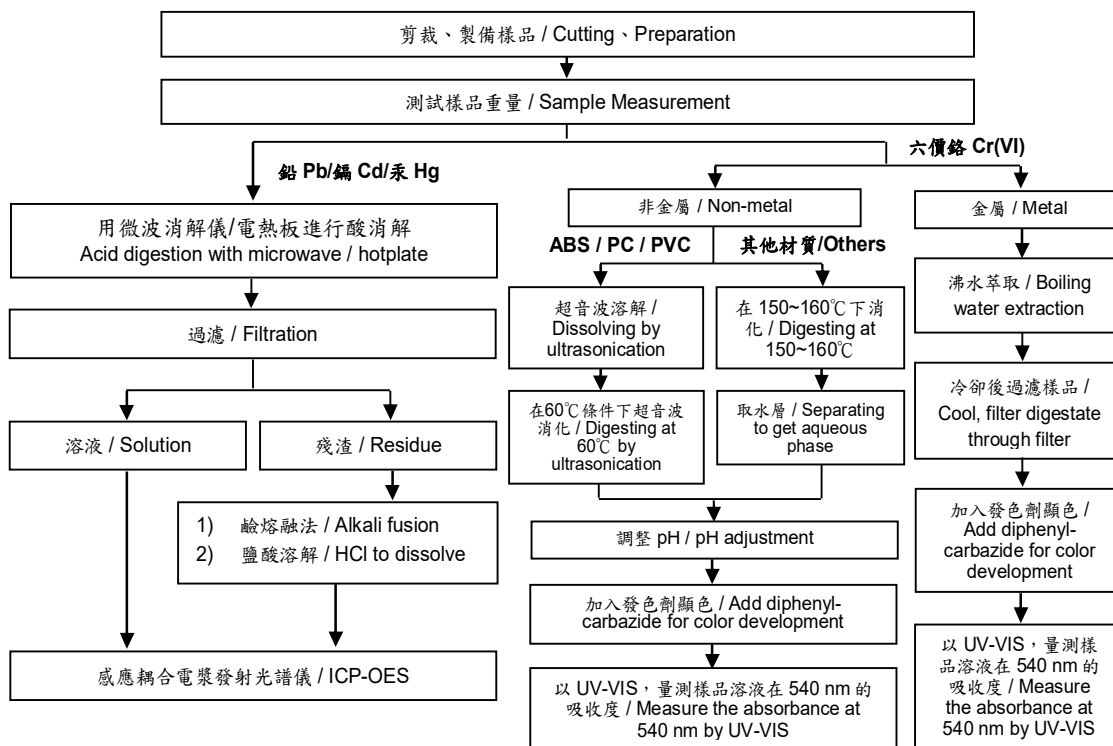 剪裁、製備樣品 / Cutting、Preparation
測試樣品重量 / Sample Measurement
鉛 Pb/鎘 Cd/汞 Hg
用微波消解儀/電熱板進行酸消解
Acid digestion with microwave / hotplate
過濾 / Filtration
溶液 / Solution
殘渣 / Residue
1) 鹼熔融法 / Alkali fusion
2) 鹽酸溶解 / HCl to dissolve
感應耦合電漿發射光譜儀 / ICP-OES
六價鉻 Cr(VI)
非金屬 / Non-metal
ABS / PC / PVC
超音波溶解 /
Dissolving by
ultrasonication
在60℃條件下超音波
消化 / Digesting at
60℃ by
ultrasonication
其他材質/Others
在 150~160℃下消
化 / Digesting at
150~160℃
取水層 / Separating
to get aqueous
phase
調整 pH / pH adjustment
加入發色劑顯色 / Add diphenyl-
carbazide for color development
以 UV-VIS，量測樣品溶液在 540 nm 的
吸收度 / Measure the absorbance at
540 nm by UV-VIS
金屬 / Metal
沸水萃取 / Boiling
water extraction
冷卻後過濾樣品 /
Cool, filter digestate
through filter
加入發色劑顯色 /
Add diphenyl-
carbazide for color
development
以 UV-VIS，量測樣
品溶液在 540 nm 的
吸收度 / Measure
the absorbance at
540 nm by UV-VIS